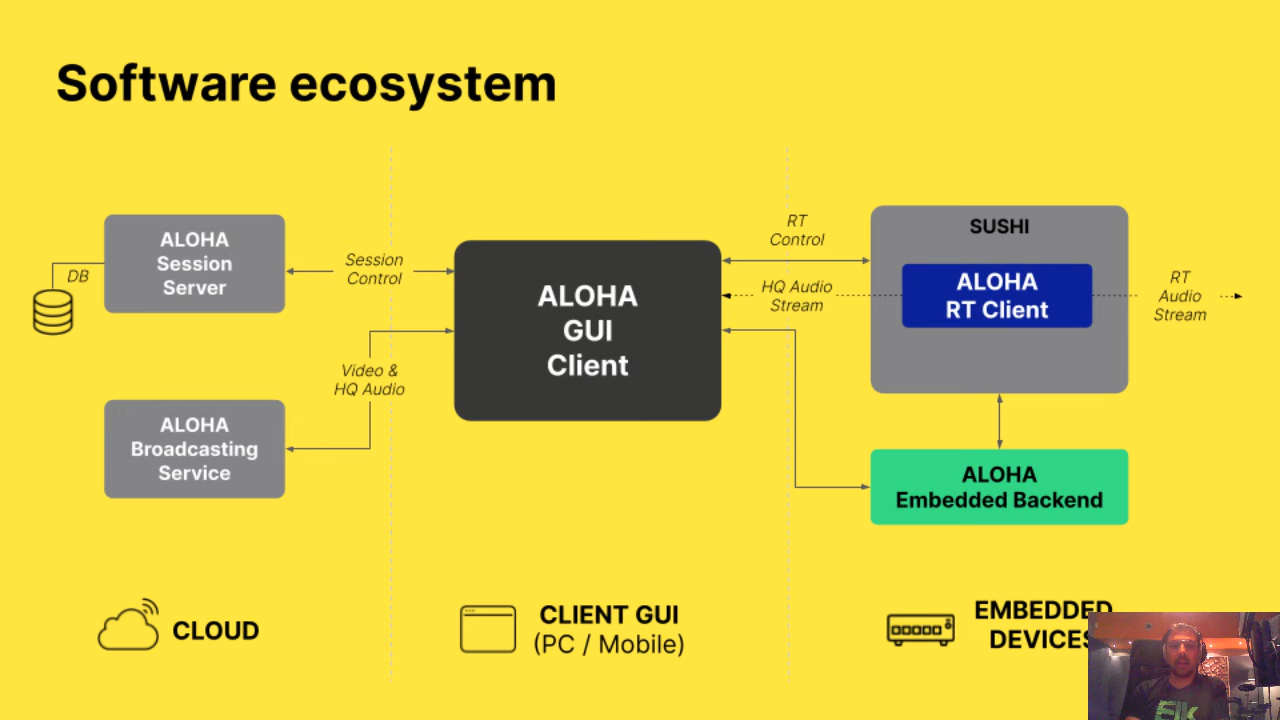 Software ecosystem
ALOHA
Session
Server
DB
Session
Control
ALOHA
Broadcasting
Service
Video &
HQ Audio
ALOHA
GUI
Client
RT
Control
HQ Audio
Stream
SUSHI
ALOHA
RT Client
RT
Audio
Stream
ALOHA
Embedded Backend
CLOUD
CLIENT GUI
(PC / Mobile)
EMBEDDED
DEVICES
Elk